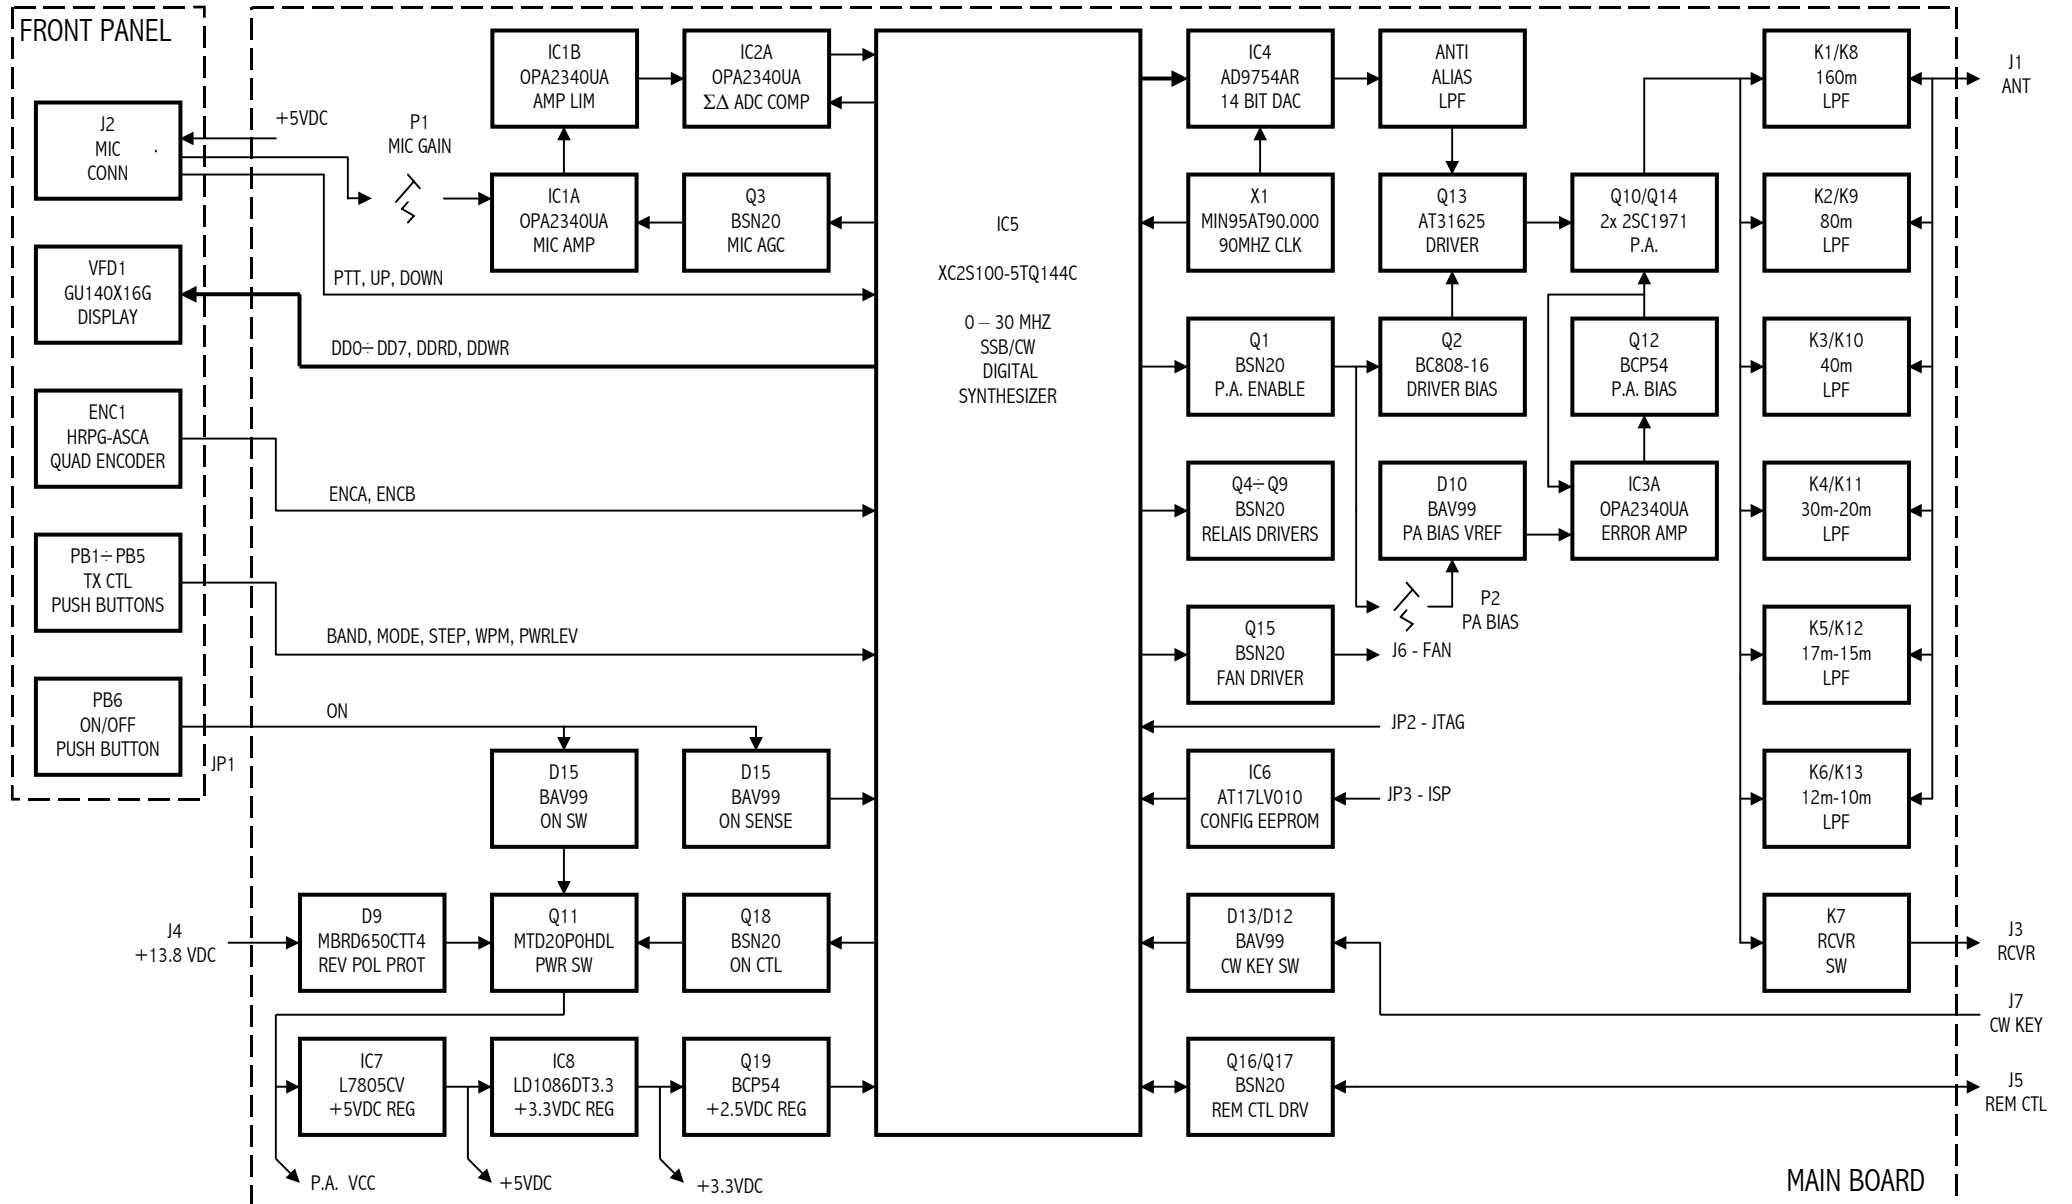 FRONT PANEL
J2
MIC
CONN
VFD1
GU140X16G
DISPLAY
ENC1
HRPG-ASCA
QUAD ENCODER
PB1÷PB5
TX CTL
PUSH BUTTONS
PB6
ON/OFF
PUSH BUTTON
JP1
+5VDC
P1
MIC GAIN
IC1B
OPA2340UA
AMP LIM
IC2A
OPA2340UA
ΣΔ ADC COMP
IC1A
OPA2340UA
MIC AMP
Q3
BSN20
MIC AGC
PTT, UP, DOWN
DD0÷DD7, DDRD, DDWR
ENCA, ENCB
BAND, MODE, STEP, WPM, PWRLEV
ON
D15
BAV99
ON SW
D15
BAV99
ON SENSE
J4
+13.8 VDC
D9
MBRD650CTT4
REV POL PROT
Q11
MTD20P0HDL
PWR SW
Q18
BSN20
ON CTL
IC7
L7805CV
+5VDC REG
IC8
LD1086DT3.3
+3.3VDC REG
Q19
BCP54
+2.5VDC REG
P.A. VCC
+5VDC
+3.3VDC
IC5
XC2S100-5TQ144C
0 – 30 MHZ
SSB/CW
DIGITAL
SYNTHESIZER
IC4
AD9754AR
14 BIT DAC
ANTI
ALIAS
LPF
X1
MIN95AT90.000
90MHZ CLK
Q13
AT31625
DRIVER
Q10/Q14
2x 2SC1971
P.A.
Q1
BSN20
P.A. ENABLE
Q2
BC808-16
DRIVER BIAS
Q12
BCP54
P.A. BIAS
Q4÷Q9
BSN20
RELAIS DRIVERS
D10
BAV99
PA BIAS VREF
IC3A
OPA2340UA
ERROR AMP
P2
PA BIAS
Q15
BSN20
FAN DRIVER
J6 - FAN
JP2 - JTAG
IC6
AT17LV010
CONFIG EEPROM
JP3 - ISP
D13/D12
BAV99
CW KEY SW
Q16/Q17
BSN20
REM CTL DRV
K1/K8
160m
LPF
K2/K9
80m
LPF
K3/K10
40m
LPF
K4/K11
30m-20m
LPF
K5/K12
17m-15m
LPF
K6/K13
12m-10m
LPF
K7
RCVR
SW
J1
ANT
J3
RCVR
J7
CW KEY
J5
REM CTL
MAIN BOARD